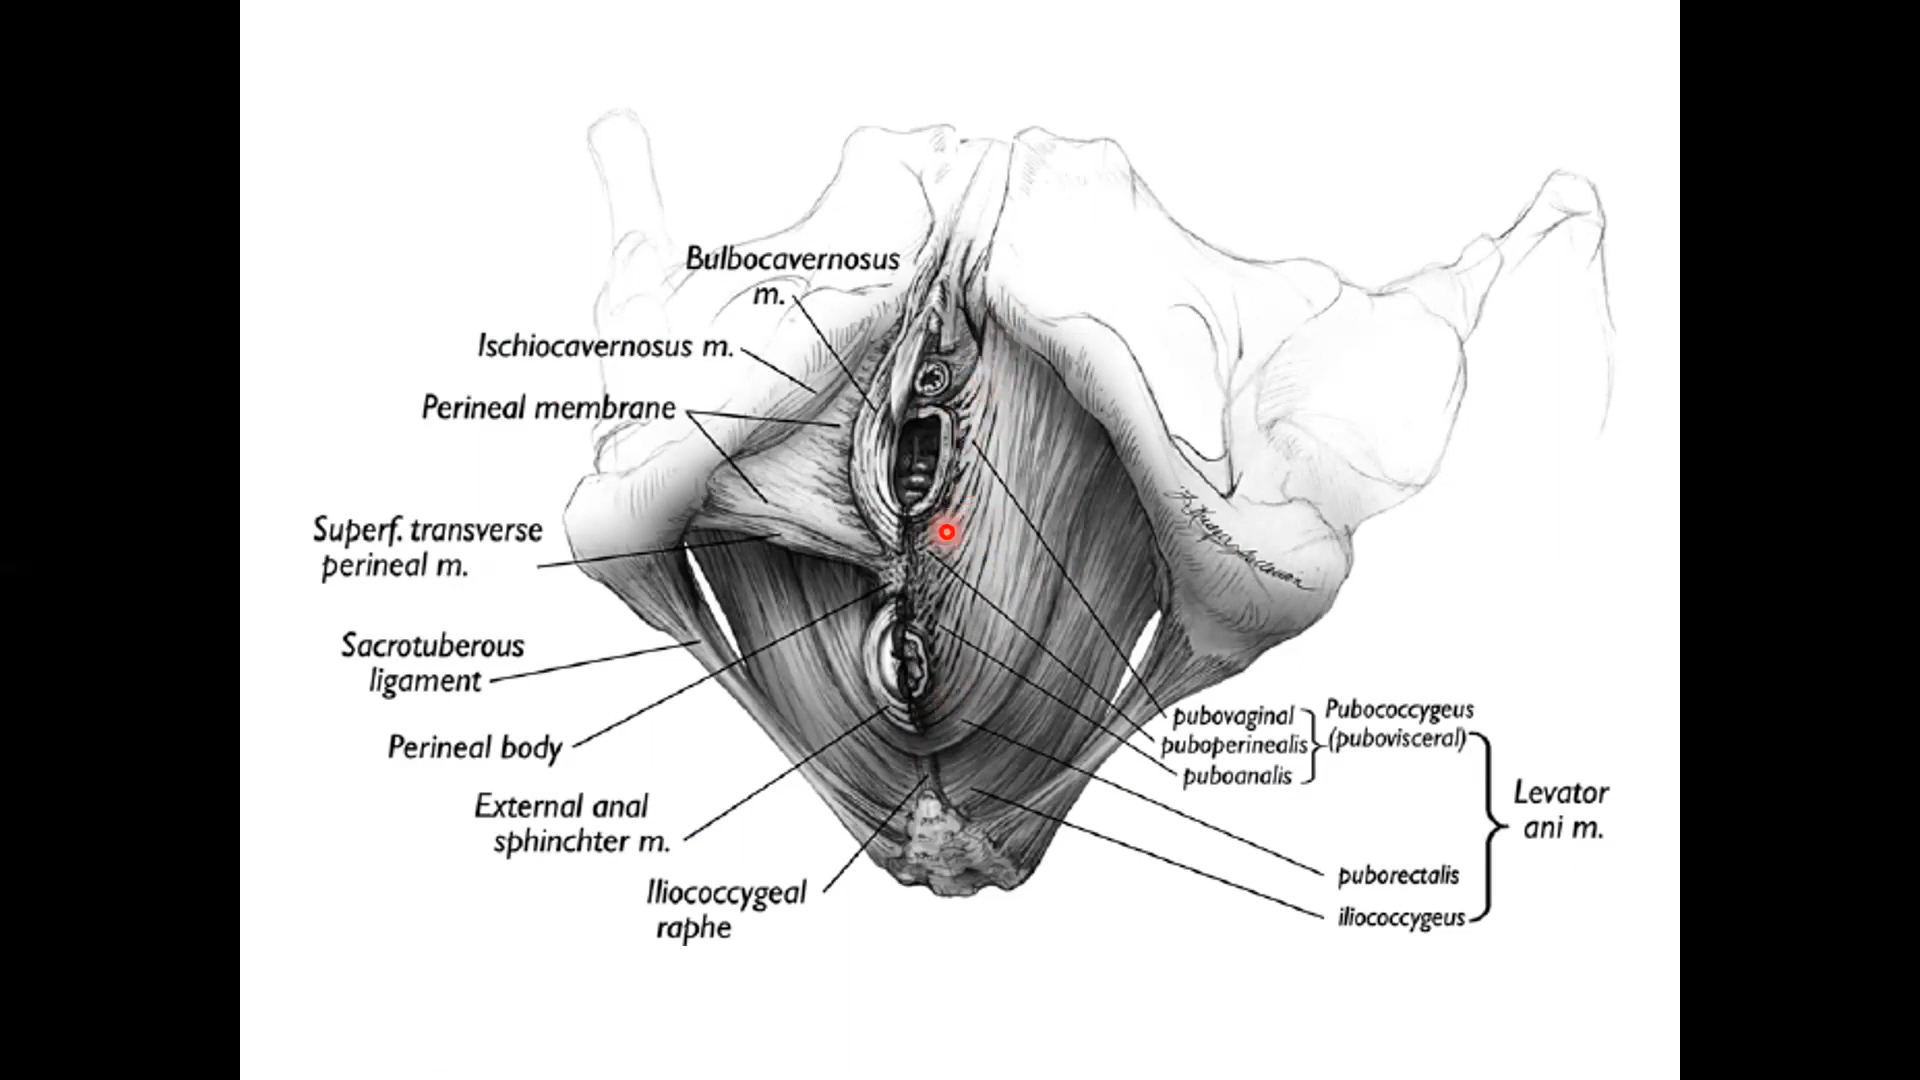 Bulbocavernosus
m.
Ischiocavernosus m.
Perineal membrane
Superf. transverse
perineal m.
Sacrotuberous
ligament
Perineal body
External anal
sphinchter m.
Iliococcygeal
raphe
pubovaginal
puboperinealis
puboanalis
Pubococcygeus
(pubovisceral)
Levator
ani m.
puborectalis
iliococcygeus